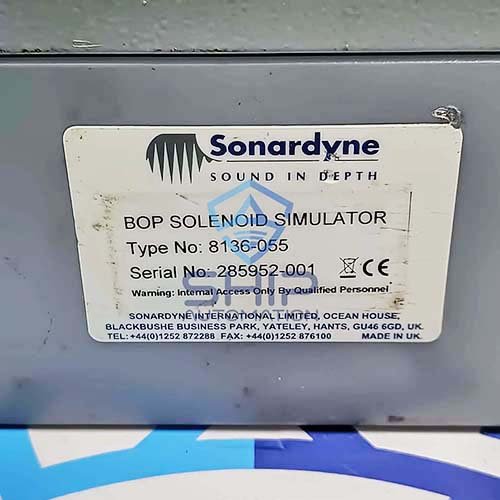 Sonardyne
SOUND IN DEPTH
BOP SOLENOID SIMULATOR
Type No: 8136-055
Serial No: 285952-001
Warning: Internal Access Only By Qualified Personnel
SHIP
AUTOMATION
SONARDYNE INTERNATIONAL LIMITED, OCEAN HOUSE,
BLACKBUSHE BUSINESS PARK, YATELEY, HANTS, GU46 6GD, UK.
TEL: +44(0)1252 872288 FAX: +44(0)1252 876100 MADE IN UK.